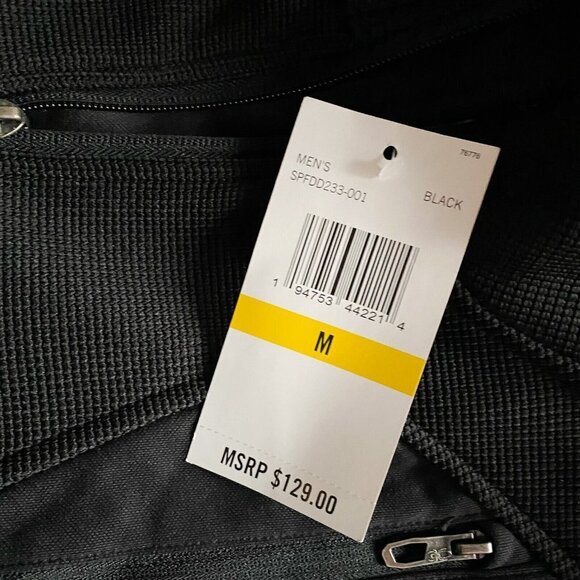 76776
MEN'S
SPFDD233-001 BLACK
1 94753 44221 4
M
MSRP $129.00